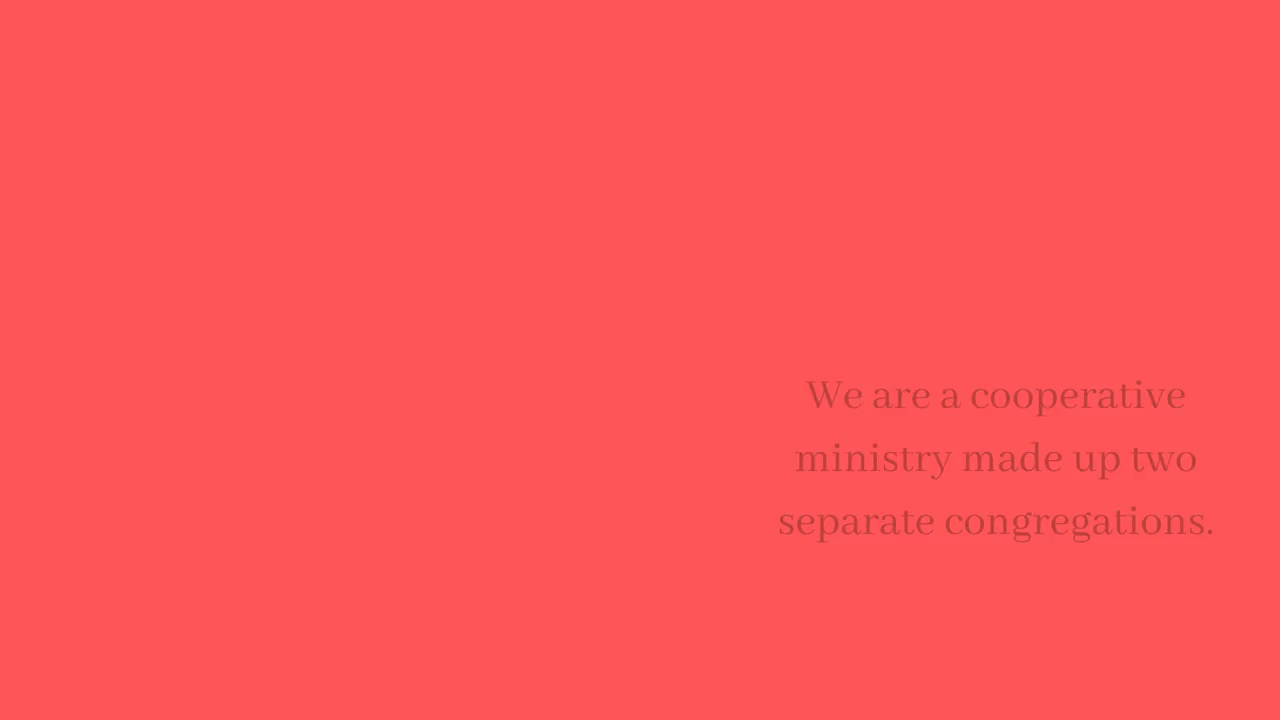 We are a cooperative
ministry made up two
separate congregations.